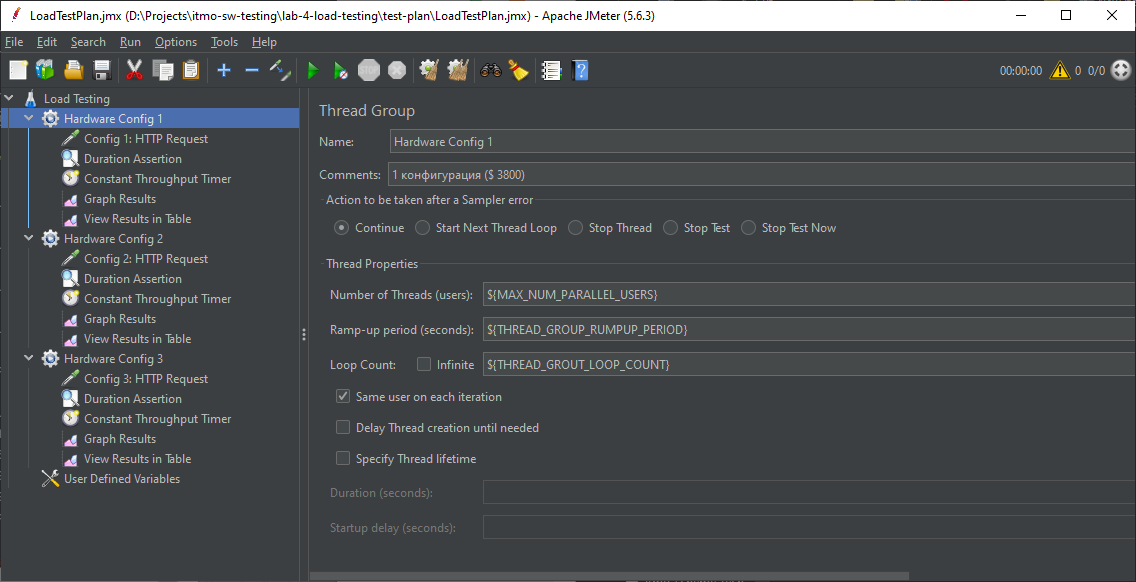 LoadTestPlan.jmx (D:\Projects\itmo-sw-testing\lab-4-load-testing\test-plan\LoadTestPlan.jmx) - Apache JMeter (5.6.3)
File Edit Search Run Options Tools Help
STOP
00:00:00 0 0/0
Load Testing
Hardware Config 1
Config 1: HTTP Request
Duration Assertion
Constant Throughput Timer
Graph Results
View Results in Table
Hardware Config 2
Config 2: HTTP Request
Duration Assertion
Constant Throughput Timer
Graph Results
View Results in Table
Hardware Config 3
Config 3: HTTP Request
Duration Assertion
Constant Throughput Timer
Graph Results
View Results in Table
User Defined Variables
Thread Group
Name: Hardware Config 1
Comments: 1 конфигурация ($ 3800)
Action to be taken after a Sampler error
Continue Start Next Thread Loop Stop Thread Stop Test Stop Test Now
Thread Properties
Number of Threads (users): ${MAX_NUM_PARALLEL_USERS}
Ramp-up period (seconds): ${THREAD_GROUP_RUMPUP_PERIOD}
Loop Count: Infinite ${THREAD_GROUT_LOOP_COUNT}
Same user on each iteration
Delay Thread creation until needed
Specify Thread lifetime
Duration (seconds):
Startup delay (seconds):